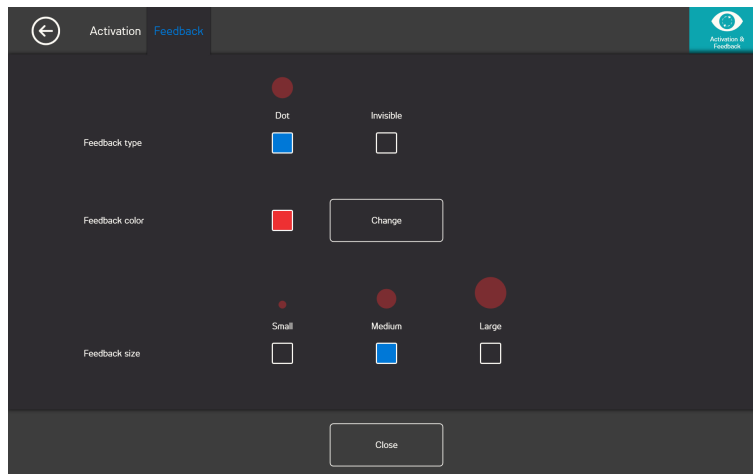 Activation Feedback
Activation &
Feedback
Dot Invisible
Feedback type
Feedback color Change
Small Medium Large
Feedback size
Close